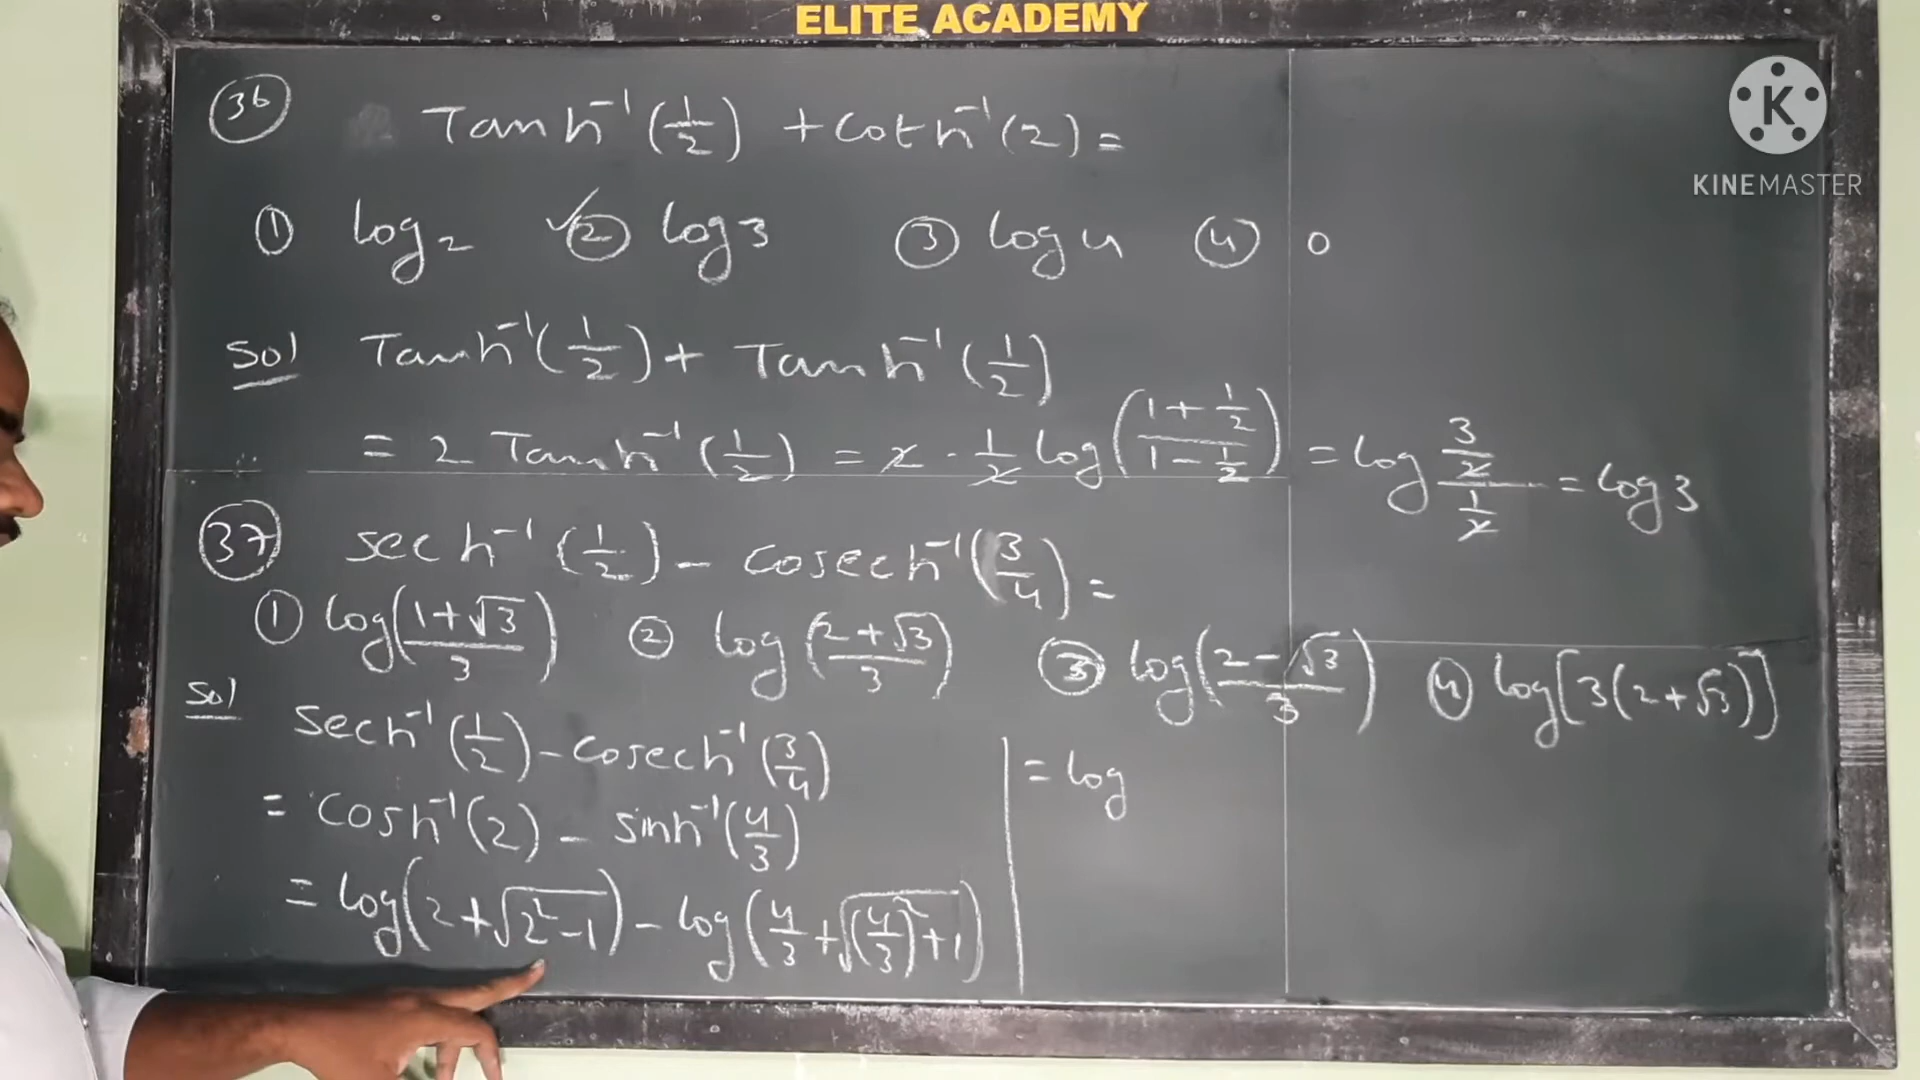 ELITE ACADEMY
K
KINEMASTER
36 Tanh⁻¹(1/2) + Coth⁻¹(2) =
① log 2 ✓② log 3 ③ log 4 ④ 0
Sol Tanh⁻¹(1/2) + Tanh⁻¹(1/2)
= 2 Tanh⁻¹(1/2) = 2 · 1/2 log((1+1/2)/(1-1/2)) = log (3/2)/(1/2) = log 3
37 sech⁻¹(1/2) - cosech⁻¹(3/4) =
① log((1+√3)/3) ② log((2+√3)/3) ③ log((2-√3)/3) ④ log[3(2+√3)]
Sol
Sech⁻¹(1/2) - Cosech⁻¹(3/4)
= Cosh⁻¹(2) - sinh⁻¹(4/3)
= log(2+√(2²-1)) - log(4/3+√((4/3)²+1))
= log